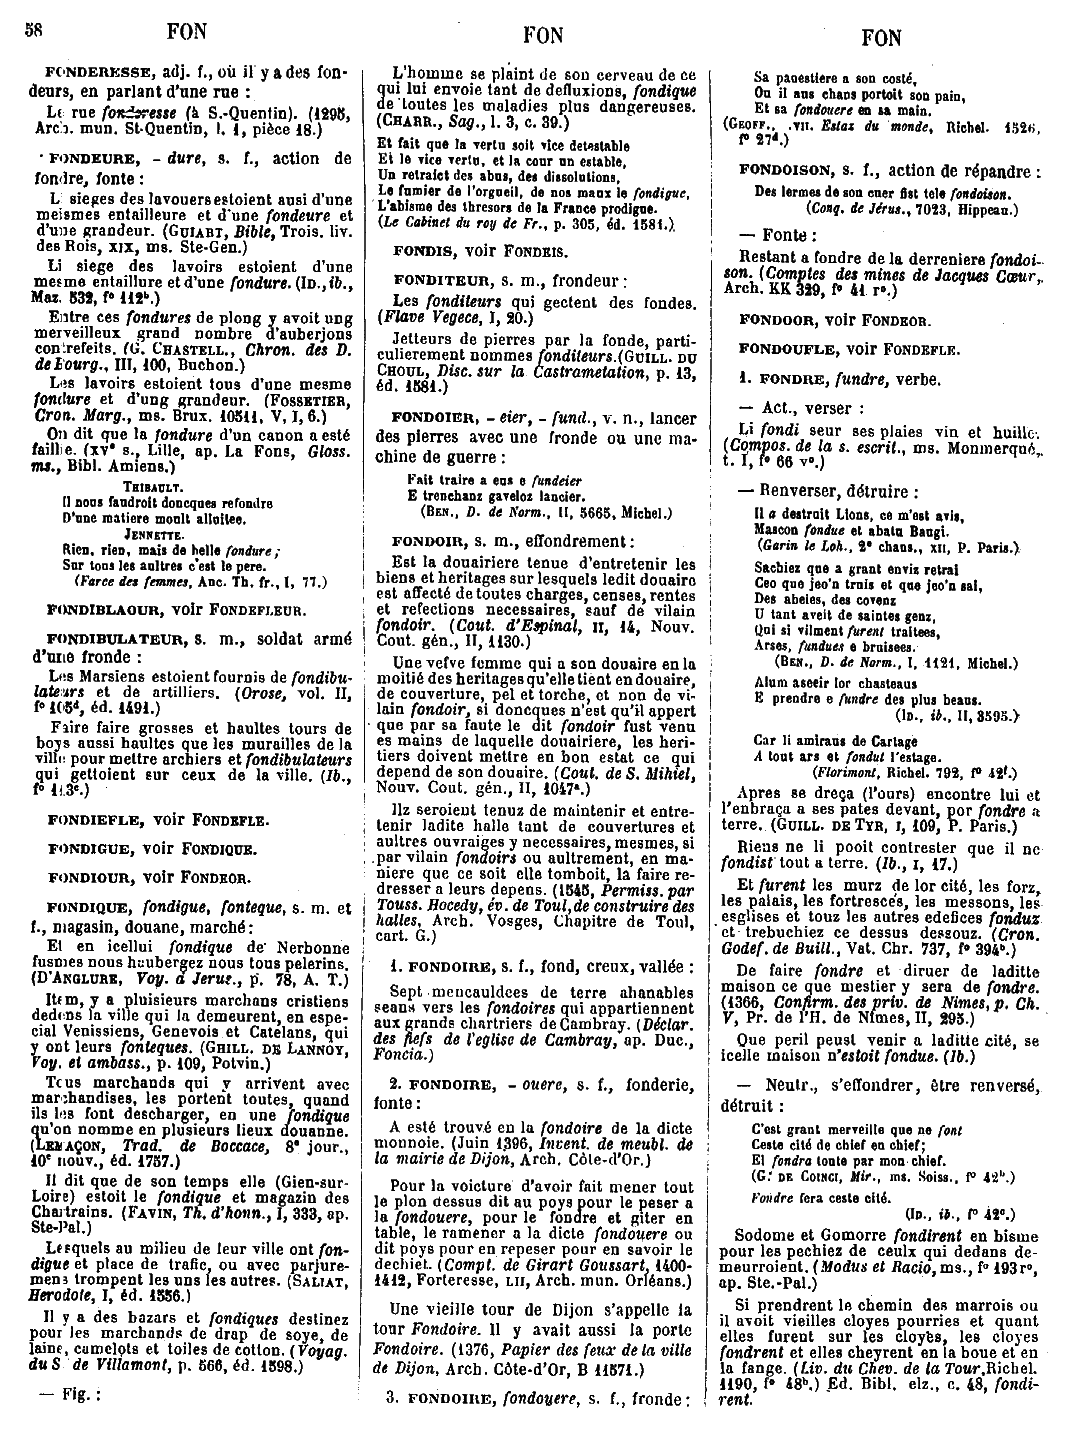 58 FON FON FON
FONDERESSE, adj. f., où il y a des fon-
deurs, en parlant d'une rue :
Le rue fonderesse (à S.-Quentin). (1295,
Arch. mun. St-Quentin, l. 1, pièce 18.)
FONDEURE, - dure, s. f., action de
fondre, fonte :
L sieges des lavouers estoient ausi d'une
meismes entailleure et d'une fondeure et
d'une grandeur. (GUIART, Bible, Trois. liv.
des Rois, XIX, ms. Ste-Gen.)
Li siege des lavoirs estoient d'une
mesme entaillure et d'une fondure. (ID., ib.,
Maz. 532, f° 112b.)
Entre ces fondures de plong y avoit ung
merveilleux grand nombre d'auberjons
contrefeits. (G. CHASTELL., Chron. des D.
de Bourg., III, 100, Buchon.)
Les lavoirs estoient tous d'une mesme
fondure et d'ung grandeur. (FOSSETIER,
Cron. Marg., ms. Brux. 10511, V, I, 6.)
On dit que la fondure d'un canon a esté
faillie. (XVe s., Lille, ap. La Fons, Gloss.
ms., Bibl. Amiens.)
THIBAULT.
Il nous faudroit doncques refondre
D'une matiere moult alloitee.
JENNETTE.
Rien, rien, mais de belle fondure ;
Sur tous les aultres c'est le pere.
(Farce des femmes, Anc. Th. fr., I, 77.)
FONDIBLAOUR, voir FONDEFLEUR.
FONDIBULATEUR, s. m., soldat armé
d'une fronde :
Les Marsiens estoient fournis de fondibu-
lateurs et de artilliers. (Orose, vol. II,
f° 105d, éd. 1491.)
Faire faire grosses et haultes tours de
boys aussi haultes que les murailles de la
ville pour mettre archiers et fondibulateurs
qui gettoient sur ceux de la ville. (Ib.,
f° 113c.)
FONDIEFLE, voir FONDEFLE.
FONDIGUE, voir FONDIQUE.
FONDIOUR, voir FONDEOR.
FONDIQUE, fondigue, fonteque, s. m. et
f., magasin, douane, marché :
Et en icellui fondique de Nerbonne
fusmes nous haubergez nous tous pelerins.
(D'ANGLURE, Voy. a Jerus., p. 78, A. T.)
Item, y a pluisieurs marchans cristiens
dedens la ville qui la demeurent, en espe-
cial Venissiens, Genevois et Catelans, qui
y ont leurs fonteques. (GHILL. DE LANNOY,
Voy. et ambass., p. 109, Potvin.)
Tous marchands qui y arrivent avec
marchandises, les portent toutes, quand
ils les font descharger, en une fondique
qu'on nomme en plusieurs lieux douanne.
(LEMAÇON, Trad. de Boccace, 8e jour.,
10e nouv., éd. 1757.)
Il dit que de son temps elle (Gien-sur-
Loire) estoit le fondique et magazin des
Chartrains. (FAVIN, Th. d'honn., I, 333, ap.
Ste-Pal.)
Lesquels au milieu de leur ville ont fon-
digue et place de trafic, ou avec parjure-
mens trompent les uns les autres. (SALIAT,
Herodote, I, éd. 1556.)
Il y a des bazars et fondiques destinez
pour les marchands de drap de soye, de
laine, camelots et toiles de cotton. (Voyag.
du S de Villamont, p. 566, éd. 1598.)
— Fig. :
L'homme se plaint de son cerveau de ce
qui lui envoie tant de defluxions, fondique
de toutes les maladies plus dangereuses.
(CHARR., Sag., l. 3, c. 39.)
Et fait que la vertu soit vice detestable
Et le vice vertu, et la cour un estable,
Un retraict des abus, des dissolutions,
Le fumier de l'orgueil, de nos maux le fondigue,
L'abisme des thresors de la France prodigue.
(Le Cabinet du roy de Fr., p. 305, éd. 1581.)
FONDIS, voir FONDEIS.
FONDITEUR, s. m., frondeur :
Les fonditeurs qui gectent des fondes.
(Flave Vegece, I, 20.)
Jetteurs de pierres par la fonde, parti-
culierement nommes fonditeurs. (GUILL. DU
CHOUL, Disc. sur la Castrametation, p. 13,
éd. 1581.)
FONDOIER, - eier, - fund., v. n., lancer
des pierres avec une fronde ou une ma-
chine de guerre :
Fait traire a eus e fundeier
E trenchanz gaveloz lancier.
(BEN., D. de Norm., II, 5665, Michel.)
FONDOIR, s. m., effondrement :
Est la douairiere tenue d'entretenir les
biens et heritages sur lesquels ledit douaire
est affecté de toutes charges, censes, rentes
et refections necessaires, sauf de vilain
fondoir. (Cout. d'Espinal, II, 14, Nouv.
Cout. gén., II, 1130.)
Une vefve femme qui a son douaire en la
moitié des heritages qu'elle tient en douaire,
de couverture, pel et torche, et non de vi-
lain fondoir, si doncques n'est qu'il appert
que par sa faute le dit fondoir fust venu
es mains de laquelle douairiere, les heri-
tiers doivent mettre en bon estat ce qui
depend de son douaire. (Cout. de S. Mihiel,
Nouv. Cout. gén., II, 1047a.)
Ilz seroient tenuz de maintenir et entre-
tenir ladite halle tant de couvertures et
aultres ouvraiges y necessaires, mesmes, si
par vilain fondoirs ou aultrement, en ma-
niere que ce soit elle tomboit, la faire re-
dresser a leurs depens. (1545, Permiss. par
Touss. Hocedy, év. de Toul, de construire des
halles, Arch. Vosges, Chapitre de Toul,
cart. G.)
1. FONDOIRE, s. f., fond, creux, vallée :
Sept mencauldces de terre ahanables
seans vers les fondoires qui appartiennent
aux grands chartriers de Cambray. (Déclar.
des fiefs de l'eglise de Cambray, ap. Duc.,
Foncia.)
2. FONDOIRE, - ouere, s. f., fonderie,
fonte :
A esté trouvé en la fondoire de la dicte
monnoie. (Juin 1396, Invent. de meubl. de
la mairie de Dijon, Arch. Côte-d'Or.)
Pour la voicture d'avoir fait mener tout
le plon dessus dit au poys pour le peser a
la fondouere, pour le fondre et giter en
table, le ramener a la dicte fondouere ou
dit poys pour en repeser pour en savoir le
dechiet. (Compt. de Girart Goussart, 1400-
1412, Forteresse, LII, Arch. mun. Orléans.)
Une vieille tour de Dijon s'appelle la
tour Fondoire. Il y avait aussi la porte
Fondoire. (1376, Papier des feux de la ville
de Dijon, Arch. Côte-d'Or, B 11571.)
3. FONDOIRE, fondouere, s. f., fronde :
Sa panestiere a son costé,
Ou il ans chans portoit son pain,
Et sa fondouere en sa main.
(GEOFF., .VII. Estaz du monde, Richel. 1526,
f° 27d.)
FONDOISON, s. f., action de répandre :
Des lermes de son cuer fist tele fondoison.
(Conq. de Jérus., 7023, Hippeau.)
— Fonte :
Restant a fondre de la derreniere fondoi-
son. (Comptes des mines de Jacques Cœur,
Arch. KK 329, f° 41 r°.)
FONDOOR, voir FONDEOR.
FONDOUFLE, voir FONDEFLE.
1. FONDRE, fundre, verbe.
— Act., verser :
Li fondi seur ses plaies vin et huille.
(Compos. de la s. escrit., ms. Monmerqué,
t. I, f° 66 v°.)
— Renverser, détruire :
Il a destruit Lions, ce m'est avis,
Mascon fondue et abatu Baugi.
(Garin le Loh., 2e chans., XII, P. Paris.)
Sachiez que a grant enviz retrai
Ceo que jeo'n truis et que jeo'n sai,
Des abeies, des covenz
U tant aveit de saintes genz,
Qui si vilment furent traitees,
Arses, fundues e bruisees.
(BEN., D. de Norm., I, 1121, Michel.)
Alum aseeir lor chasteaus
E prendre e fundre des plus beaus.
(ID., ib., II, 3595.)
Car li amiraus de Cartage
A tout ars et fondut l'estage.
(Florimont, Richel. 792, f° 42f.)
Apres se dreça (l'ours) encontre lui et
l'enbraça a ses pates devant, por fondre a
terre. (GUILL. DE TYR, I, 109, P. Paris.)
Riens ne li pooit contrester que il ne
fondist tout a terre. (Ib., I, 17.)
Et furent les murz de lor cité, les forz,
les palais, les fortresces, les messons, les
esglises et touz les autres edefices fonduz
et trebuchiez ce dessus dessouz. (Cron.
Godef. de Buill., Vat. Chr. 737, f° 394b.)
De faire fondre et diruer de laditte
maison ce que mestier y sera de fondre.
(1366, Confirm. des priv. de Nimes, p. Ch.
V, Pr. de l'H. de Nîmes, II, 295.)
Que peril peust venir a laditte cité, se
icelle maison n'estoit fondue. (Ib.)
— Neutr., s'effondrer, être renversé,
détruit :
C'est grant merveille que ne font
Ceste cité de chief en chief;
El fondra toute par mon chief.
(G. DE COINCI, Mir., ms. Soiss., f° 42b.)
Fondre fera ceste cité.
(ID., ib., f° 42c.)
Sodome et Gomorre fondirent en bisme
pour les pechiez de ceulx qui dedans de-
meurroient. (Modus et Racio, ms., f° 193 r°,
ap. Ste.-Pal.)
Si prendrent le chemin des marrois ou
il avoit vieilles cloyes pourries et quant
elles furent sur les cloyes, les cloyes
fondrent et elles cheyrent en la boue et en
la fange. (Liv. du Chev. de la Tour, Richel.
1190, f° 48b.) Ed. Bibl. elz., c. 48, fondi-
rent.